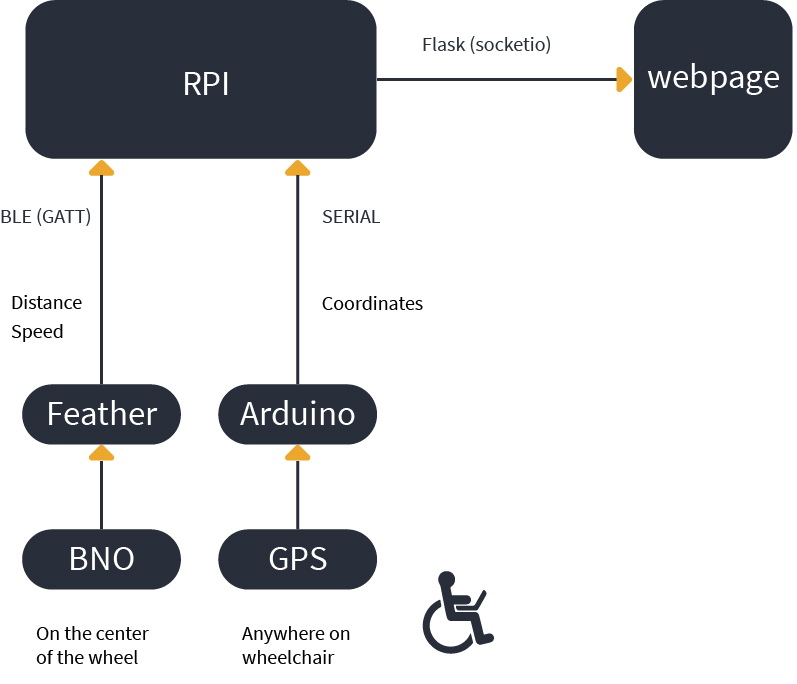 Flask (socketio)
RPI
webpage
BLE (GATT)
SERIAL
Distance
Speed
Coordinates
Feather
Arduino
BNO
GPS
On the center
of the wheel
Anywhere on
wheelchair